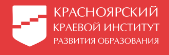 КРАСНОЯРСКИЙ
КРАЕВОЙ ИНСТИТУТ
РАЗВИТИЯ ОБРАЗОВАНИЯ